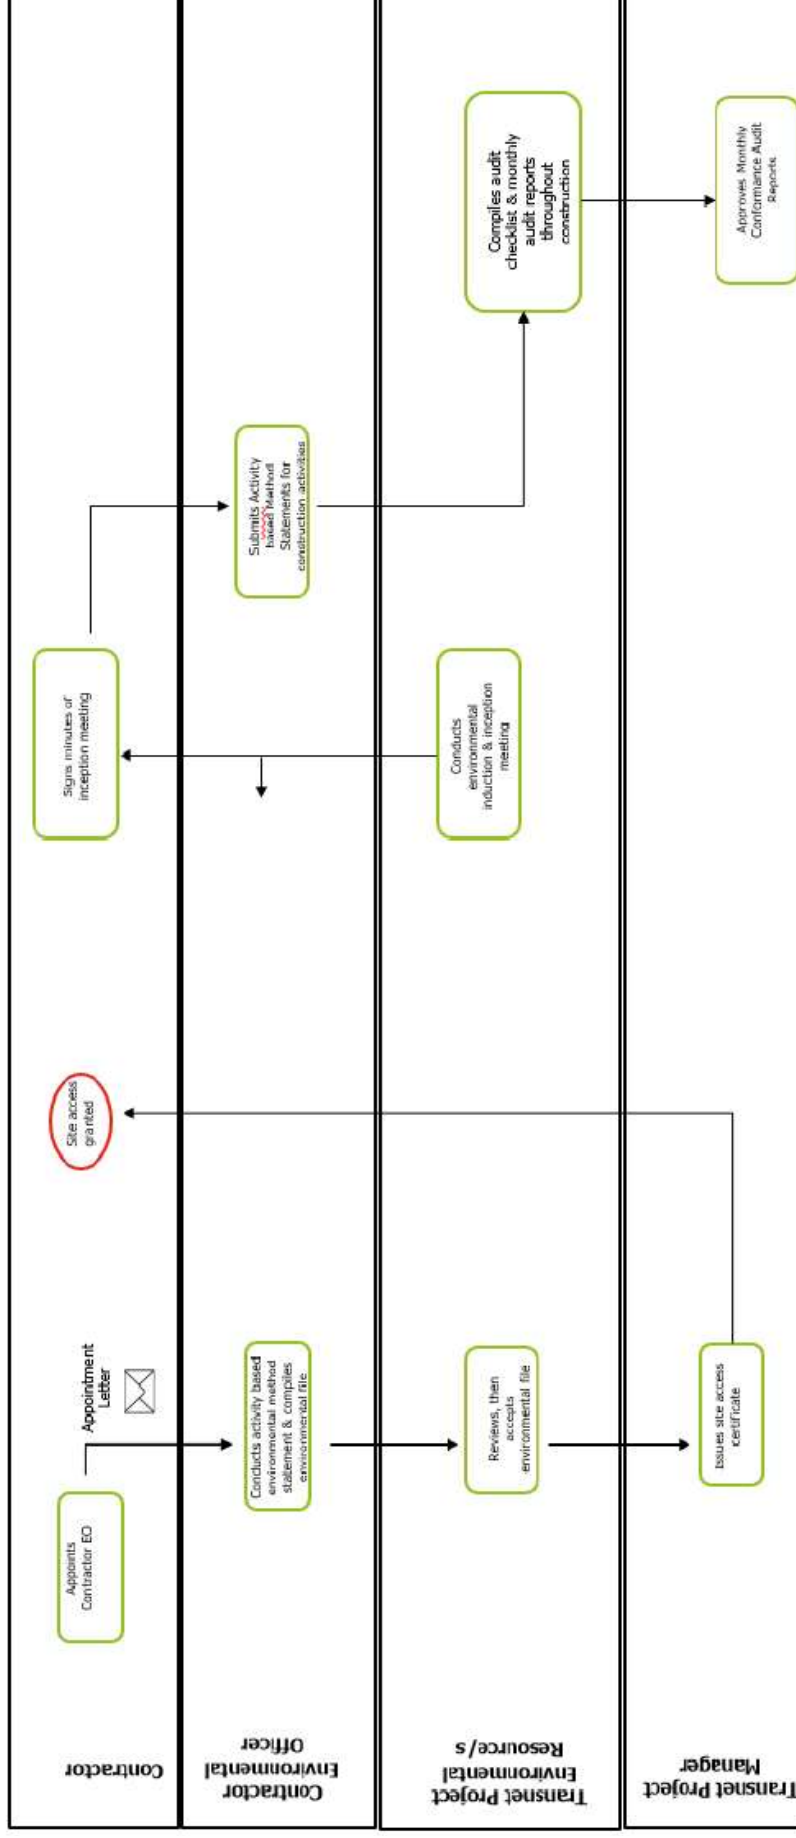 Contractor
Appoints
Contractor EO
Appointment
Letter
Site access
granted
Signs minutes of
inception meeting
Contractor
Environmental
Officer
Conducts activity based
environmental method
statement & compiles
environmental file
Submits Activity
based Method
Statements for
construction activities
Transnet Project
Environmental
Resource/s
Reviews, then
accepts
environmental file
Conducts
environmental
induction & inception
meeting
Compiles audit
checklist & monthly
audit reports
throughout
construction
Transnet Project
Manager
Issues site access
certificate
Approves Monthly
Conformance Audit
Reports